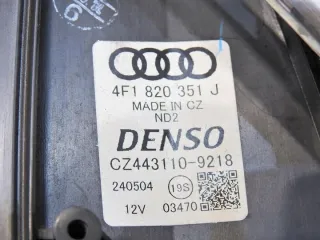 4F1 820 351 J
MADE IN CZ
ND2
DENSO
CZ443110-9218
240504 19S
12V 03470